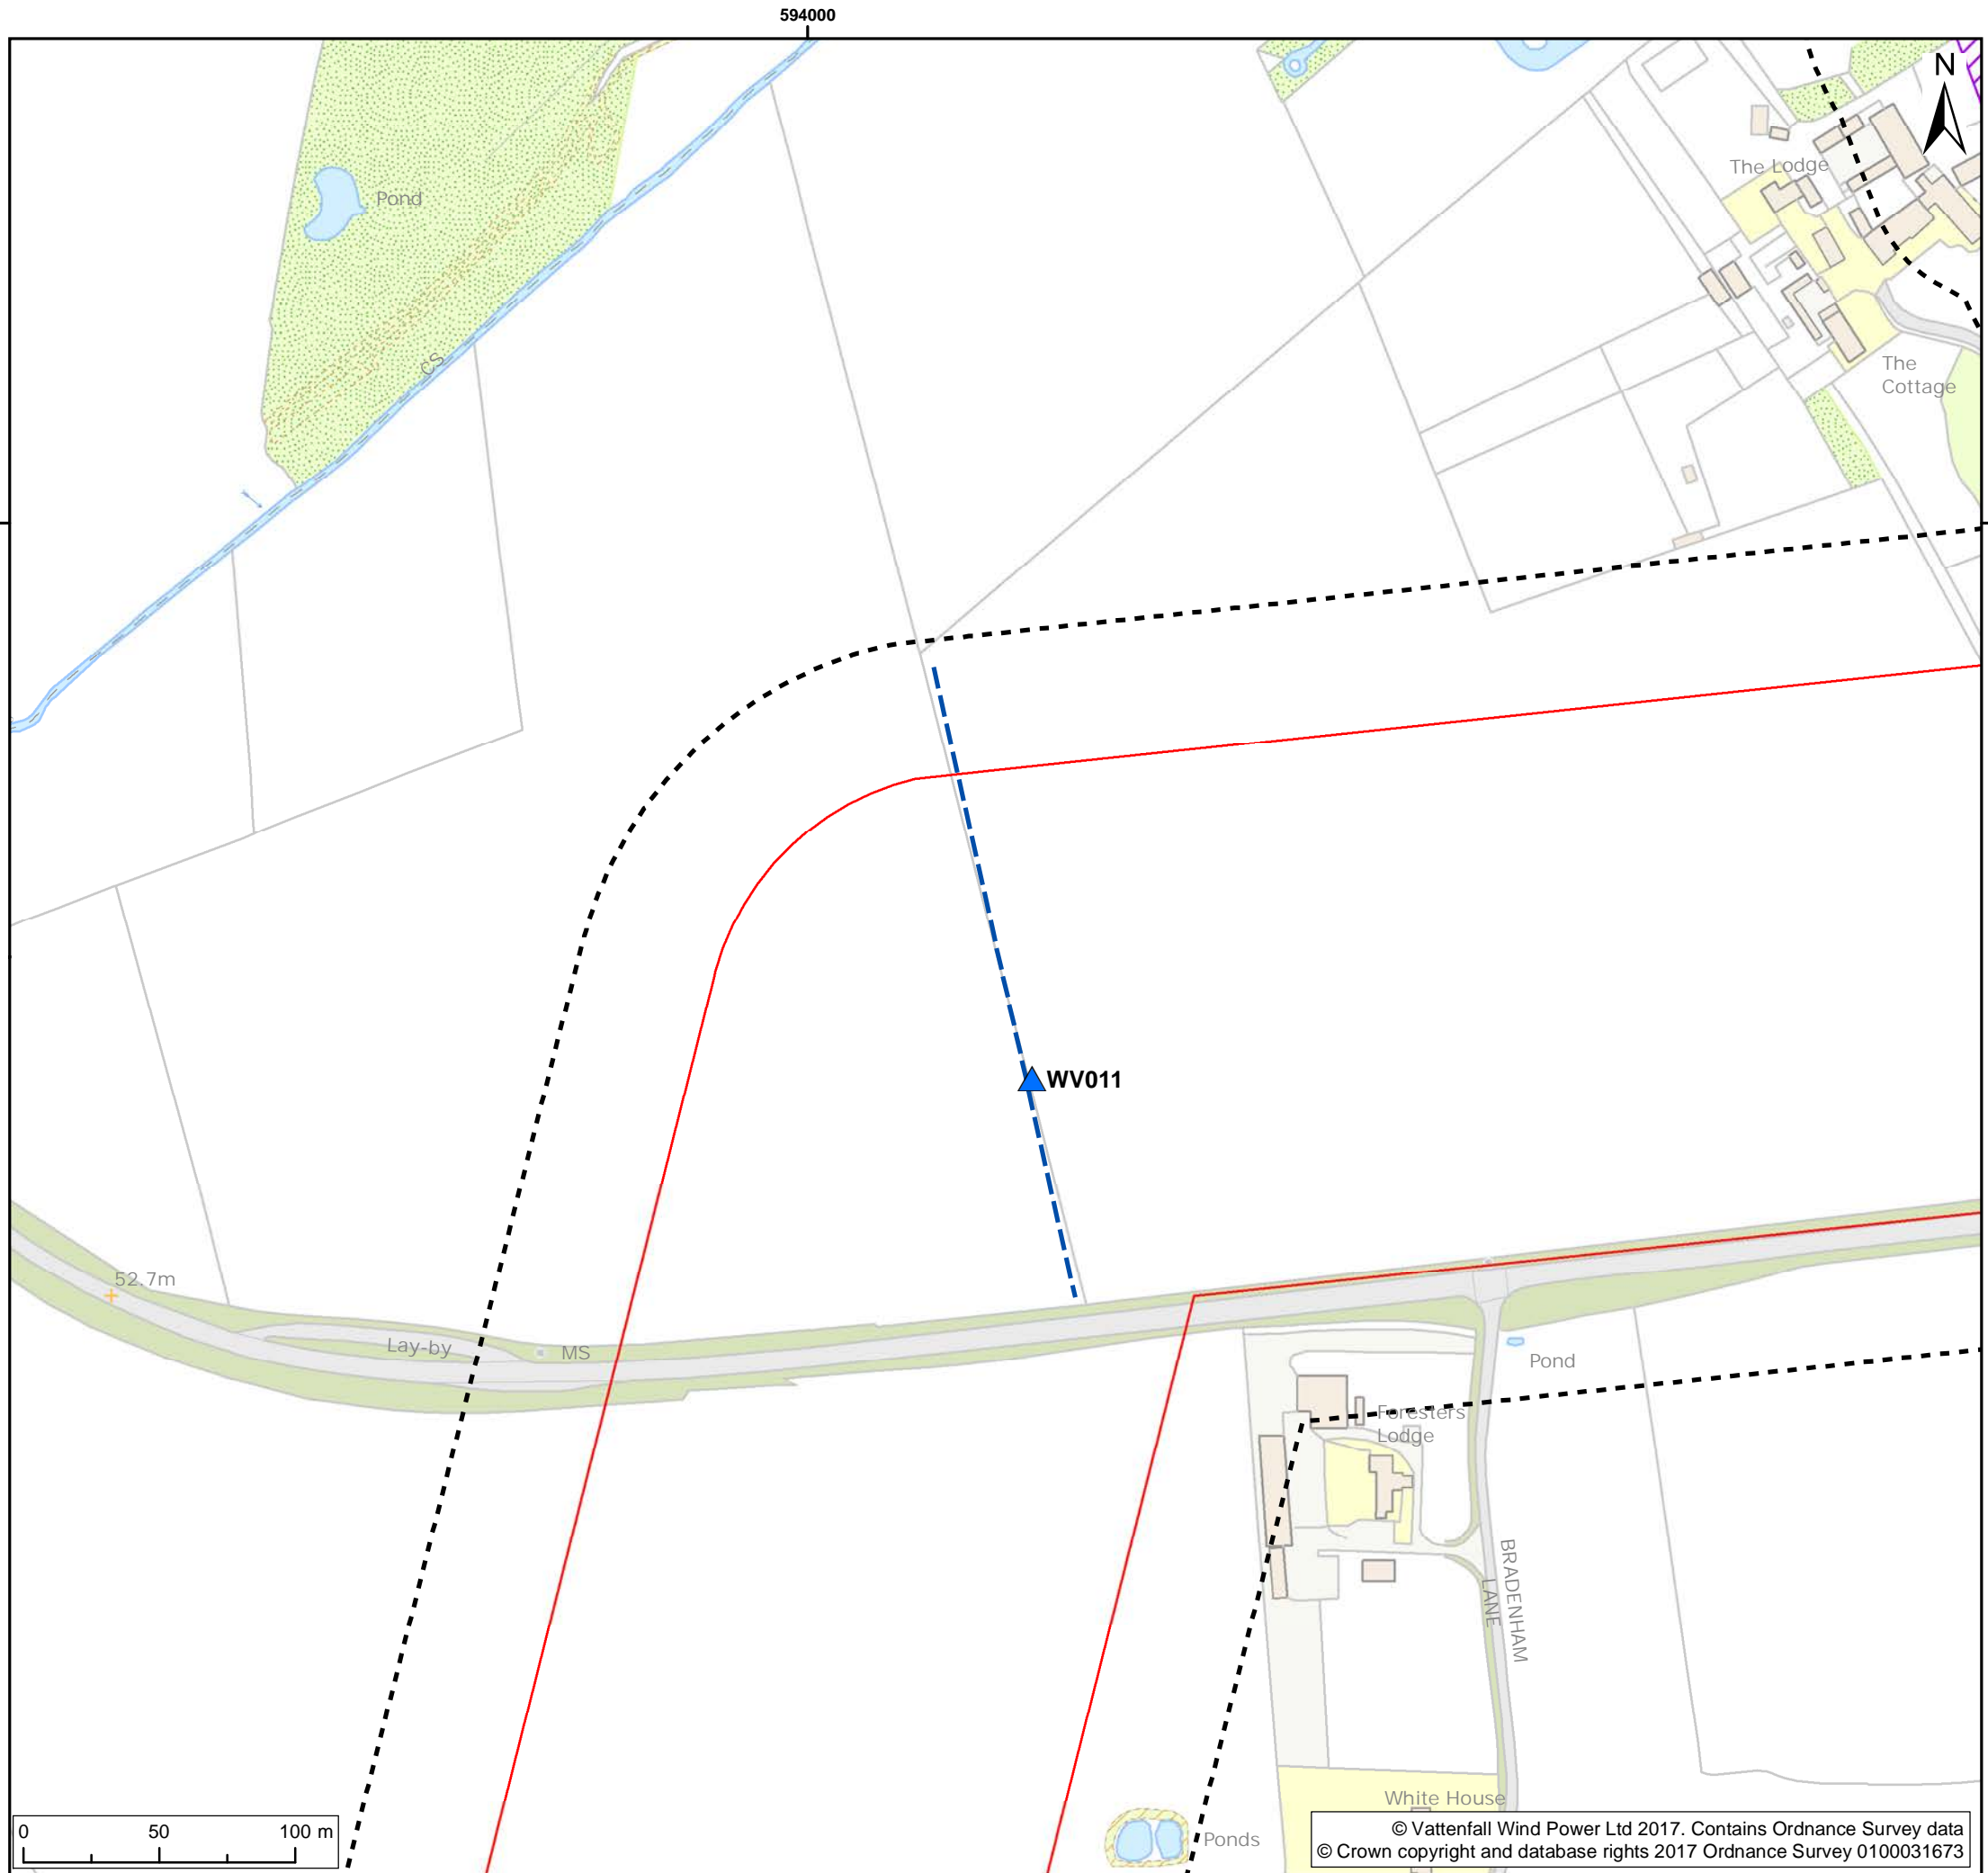 594000
N
The Lodge
Pond
CS
The
Cottage
WV011
52.7m
Lay-by
MS
Pond
Foresters
Lodge
BRADENHAM
LANE
White House
Ponds
0 50 100 m
© Vattenfall Wind Power Ltd 2017. Contains Ordnance Survey data
© Crown copyright and database rights 2017 Ordnance Survey 0100031673